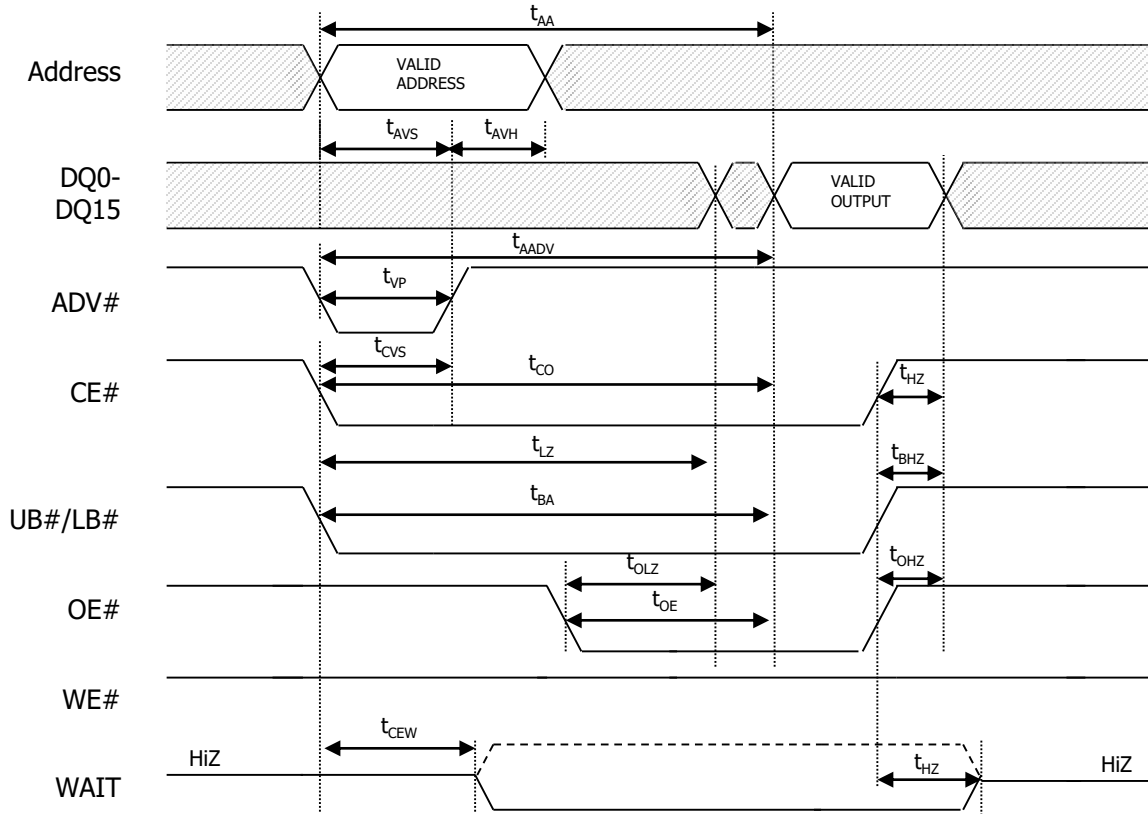 tAA
Address
VALID
ADDRESS
tAVS
tAVH
DQ0-
DQ15
VALID
OUTPUT
tAADV
ADV#
tVP
tCVS
CE#
tCO
tHZ
tLZ
tBHZ
UB#/LB#
tBA
tOLZ
tOHZ
OE#
tOE
WE#
tCEW
HiZ
HiZ
WAIT
tHZ